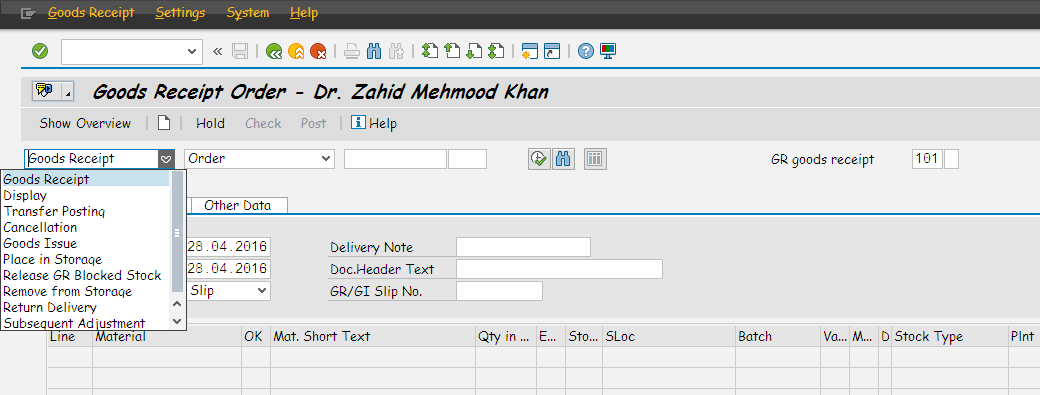 Goods Receipt Settings System Help
Goods Receipt Order - Dr. Zahid Mehmood Khan
Show Overview Hold Check Post Help
Goods Receipt Order GR goods receipt 101
Goods Receipt
Display
Transfer Posting
Cancellation
Goods Issue
Place in Storage
Release GR Blocked Stock
Remove from Storage
Return Delivery
Subsequent Adjustment
Other Data
28.04.2016 Delivery Note
28.04.2016 Doc.Header Text
Slip GR/GI Slip No.
Line Material OK Mat. Short Text Qty in ... E... Sto... SLoc Batch Va... M... D Stock Type Plnt